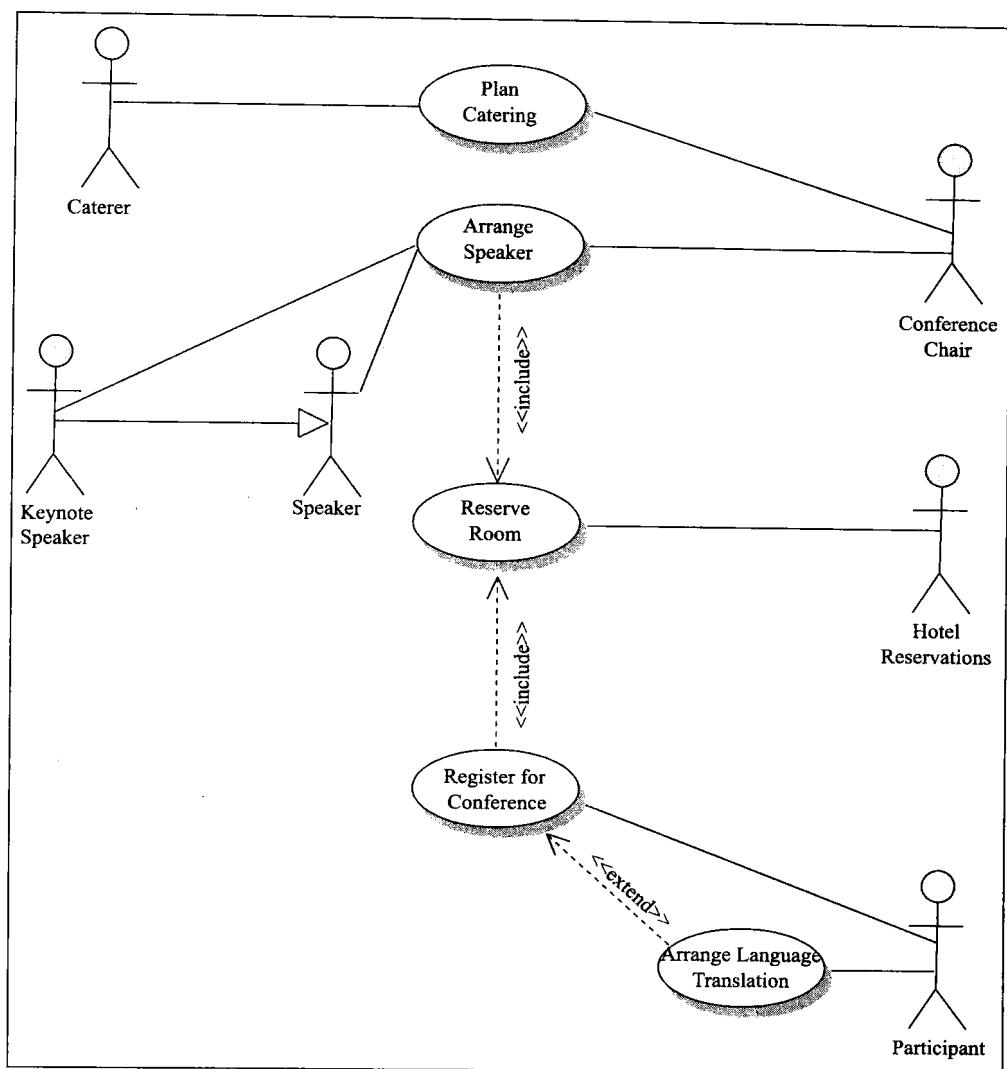 Plan
Catering
Caterer
Arrange
Speaker
Conference
Chair
<<include>>
Keynote
Speaker
Speaker
Reserve
Room
Hotel
Reservations
<<include>>
Register for
Conference
<<extend>>
Arrange Language
Translation
Participant